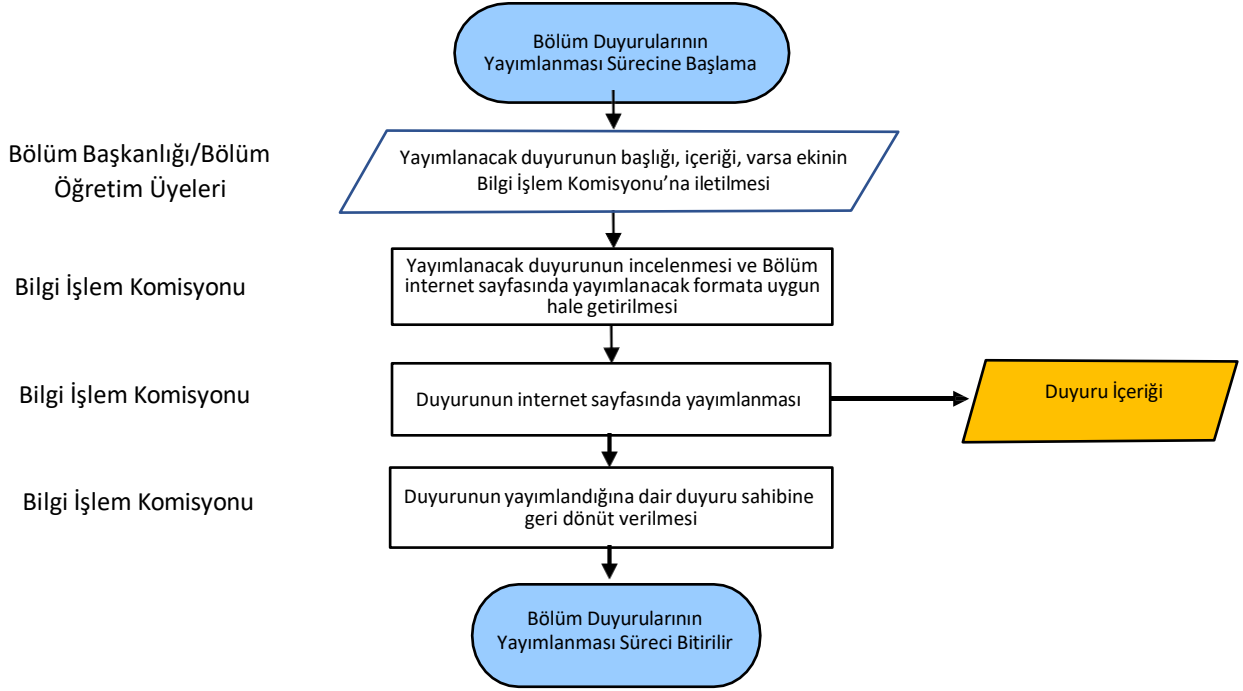 Bölüm Duyurularının
Yayımlanması Sürecine Başlama
Bölüm Başkanlığı/Bölüm
Öğretim Üyeleri
Yayımlanacak duyurunun başlığı, içeriği, varsa ekinin
Bilgi İşlem Komisyonu’na iletilmesi
Bilgi İşlem Komisyonu
Yayımlanacak duyurunun incelenmesi ve Bölüm
internet sayfasında yayımlanacak formata uygun
hale getirilmesi
Bilgi İşlem Komisyonu
Duyurunun internet sayfasında yayımlanması
Duyuru İçeriği
Bilgi İşlem Komisyonu
Duyurunun yayımlandığına dair duyuru sahibine
geri dönüt verilmesi
Bölüm Duyurularının
Yayımlanması Süreci Bitirilir